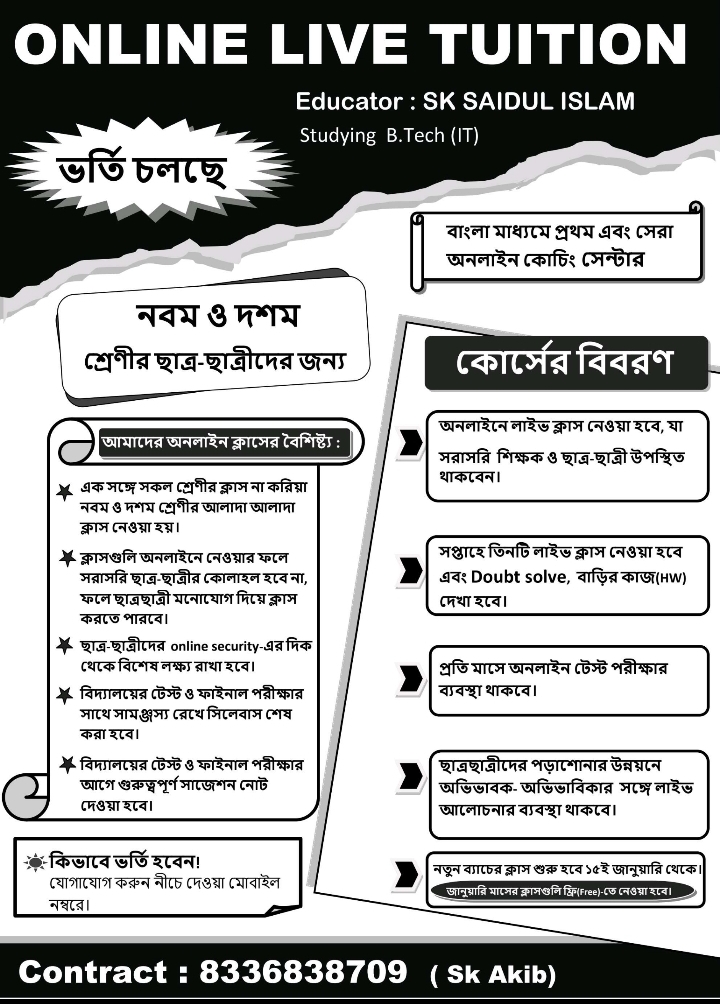 ONLINE LIVE TUITION
Educator : SK SAIDUL ISLAM
Studying B.Tech (IT)
ভর্তি চলছে
বাংলা মাধ্যমে প্রথম এবং সেরা
অনলাইন কোচিং সেন্টার
নবম ও দশম
শ্রেণীর ছাত্র-ছাত্রীদের জন্য
আমাদের অনলাইন ক্লাসের বৈশিষ্ট্য :
এক সঙ্গে সকল শ্রেণীর ক্লাস না করিয়া
নবম ও দশম শ্রেণীর আলাদা আলাদা
ক্লাস নেওয়া হয়।
ক্লাসগুলি অনলাইনে নেওয়ার ফলে
সরাসরি ছাত্র-ছাত্রীর কোলাহল হবে না,
ফলে ছাত্রছাত্রী মনোযোগ দিয়ে ক্লাস
করতে পারবে।
ছাত্র-ছাত্রীদের online security-এর দিক
থেকে বিশেষ লক্ষ্য রাখা হবে।
বিদ্যালয়ের টেস্ট ও ফাইনাল পরীক্ষার
সাথে সামঞ্জস্য রেখে সিলেবাস শেষ
করা হবে।
বিদ্যালয়ের টেস্ট ও ফাইনাল পরীক্ষার
আগে গুরুত্বপূর্ণ সাজেশন নোট
দেওয়া হবে।
কিভাবে ভর্তি হবেন!
যোগাযোগ করুন নীচে দেওয়া মোবাইল
নম্বরে।
কোর্সের বিবরণ
অনলাইনে লাইভ ক্লাস নেওয়া হবে, যা
সরাসরি শিক্ষক ও ছাত্র-ছাত্রী উপস্থিত
থাকবেন।
সপ্তাহে তিনটি লাইভ ক্লাস নেওয়া হবে
এবং Doubt solve, বাড়ির কাজ(HW)
দেখা হবে।
প্রতি মাসে অনলাইন টেস্ট পরীক্ষার
ব্যবস্থা থাকবে।
ছাত্রছাত্রীদের পড়াশোনার উন্নয়নে
অভিভাবক- অভিভাবিকার সঙ্গে লাইভ
আলোচনার ব্যবস্থা থাকবে।
নতুন ব্যাচের ক্লাস শুরু হবে ১৫ই জানুয়ারি থেকে।
জানুয়ারি মাসের ক্লাসগুলি ফ্রি(Free)-তে নেওয়া হবে।
Contract : 8336838709 ( Sk Akib)